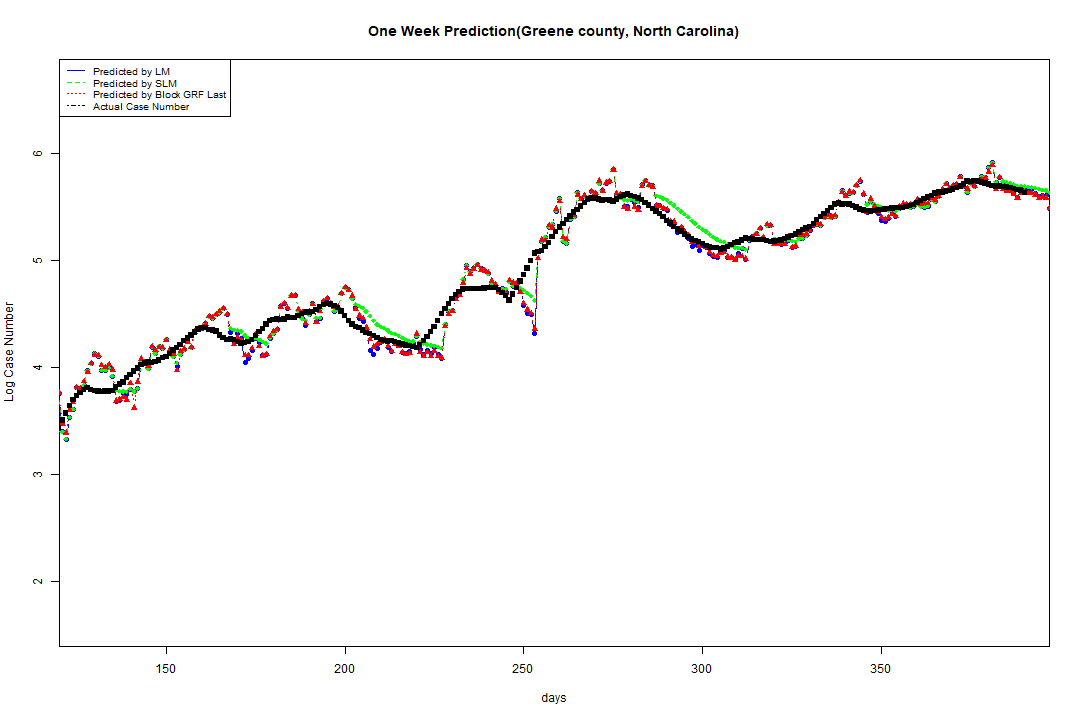 One Week Prediction(Greene county, North Carolina)
Predicted by LM
Predicted by SLM
Predicted by Block GRF Last
Actual Case Number
6
5
4
3
2
Log Case Number
150 200 250 300 350
days